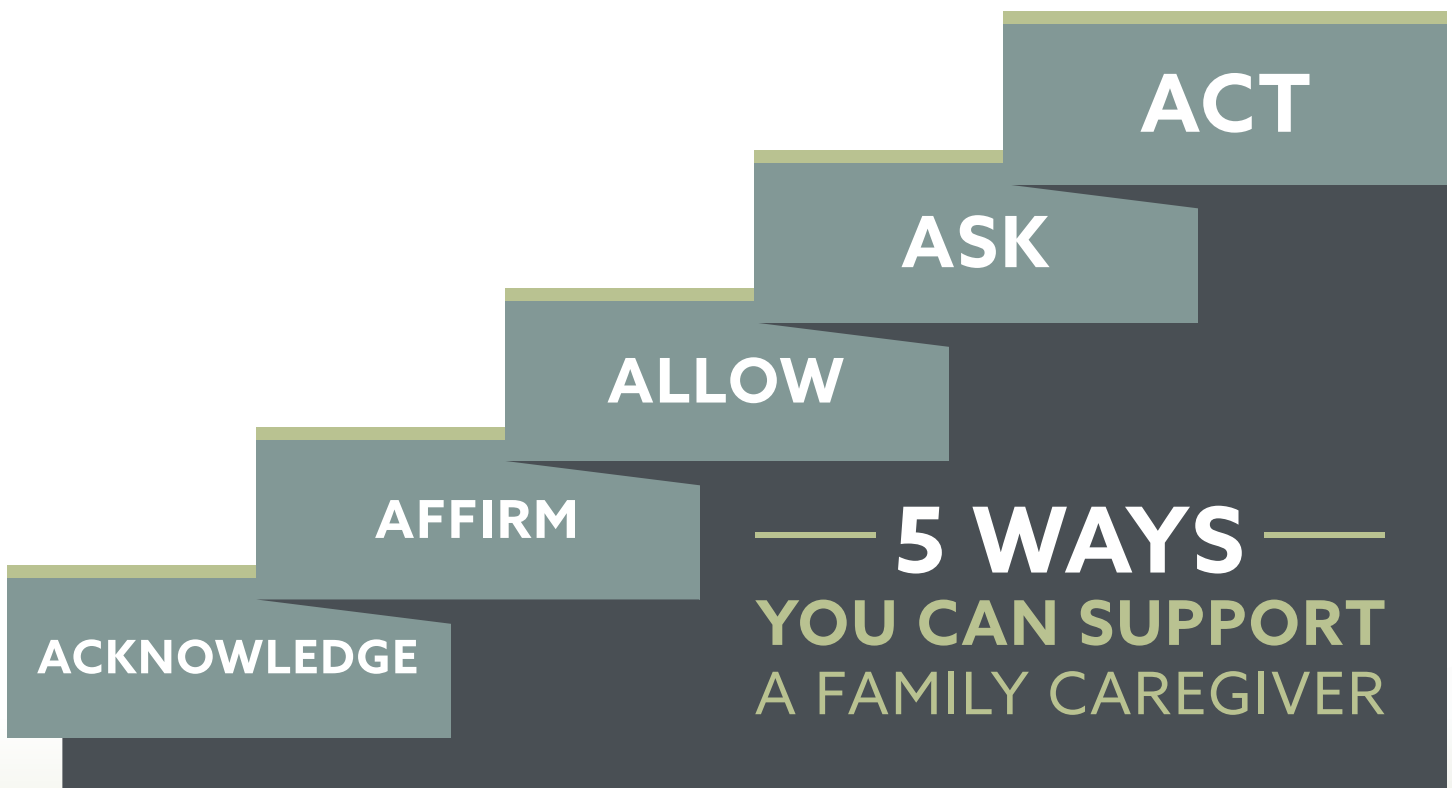 ACT
ASK
ALLOW
AFFIRM
ACKNOWLEDGE
5 WAYS
YOU CAN SUPPORT
A FAMILY CAREGIVER